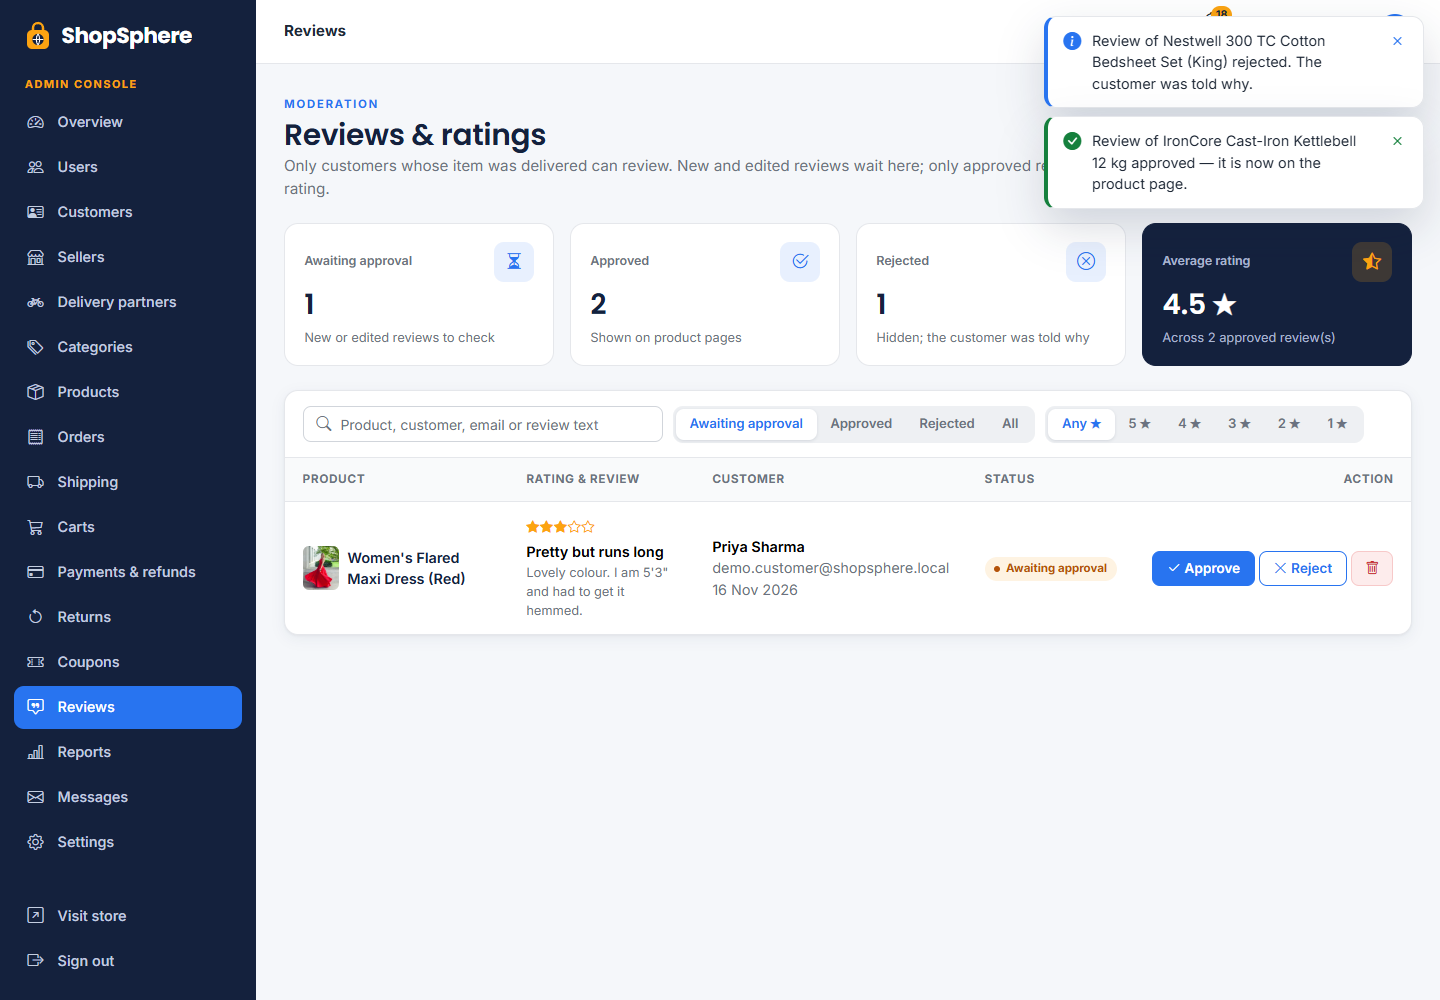 ShopSphere
ADMIN CONSOLE
Overview
Users
Customers
Sellers
Delivery partners
Categories
Products
Orders
Shipping
Carts
Payments & refunds
Returns
Coupons
Reviews
Reports
Messages
Settings
Visit store
Sign out
Reviews
18
Review of Nestwell 300 TC Cotton
Bedsheet Set (King) rejected. The
customer was told why.
Review of IronCore Cast-Iron Kettlebell
12 kg approved — it is now on the
product page.
MODERATION
Reviews & ratings
Only customers whose item was delivered can review. New and edited reviews wait here; only approved
rating.
Awaiting approval
1
New or edited reviews to check
Approved
2
Shown on product pages
Rejected
1
Hidden; the customer was told why
Average rating
4.5 ★
Across 2 approved review(s)
Product, customer, email or review text
Awaiting approval Approved Rejected All
Any ★ 5 ★ 4 ★ 3 ★ 2 ★ 1 ★
PRODUCT RATING & REVIEW CUSTOMER STATUS ACTION
Women's Flared
Maxi Dress (Red)
Pretty but runs long
Lovely colour. I am 5'3"
and had to get it
hemmed.
Priya Sharma
demo.customer@shopsphere.local
16 Nov 2026
Awaiting approval
Approve Reject